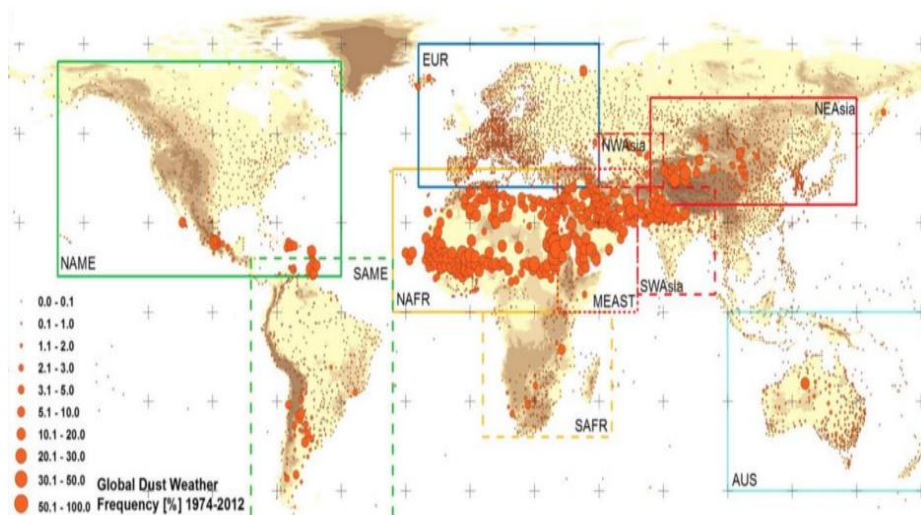 EUR
NEAsia
NWAsia
NAME
SAME
NAFR
MEAST
SWAsia
SAFR
AUS
0.0 - 0.1
0.1 - 1.0
1.1 - 2.0
2.1 - 3.0
3.1 - 5.0
5.1 - 10.0
10.1 - 20.0
20.1 - 30.0
30.1 - 50.0
50.1 - 100.0
Global Dust Weather
Frequency [%] 1974-2012